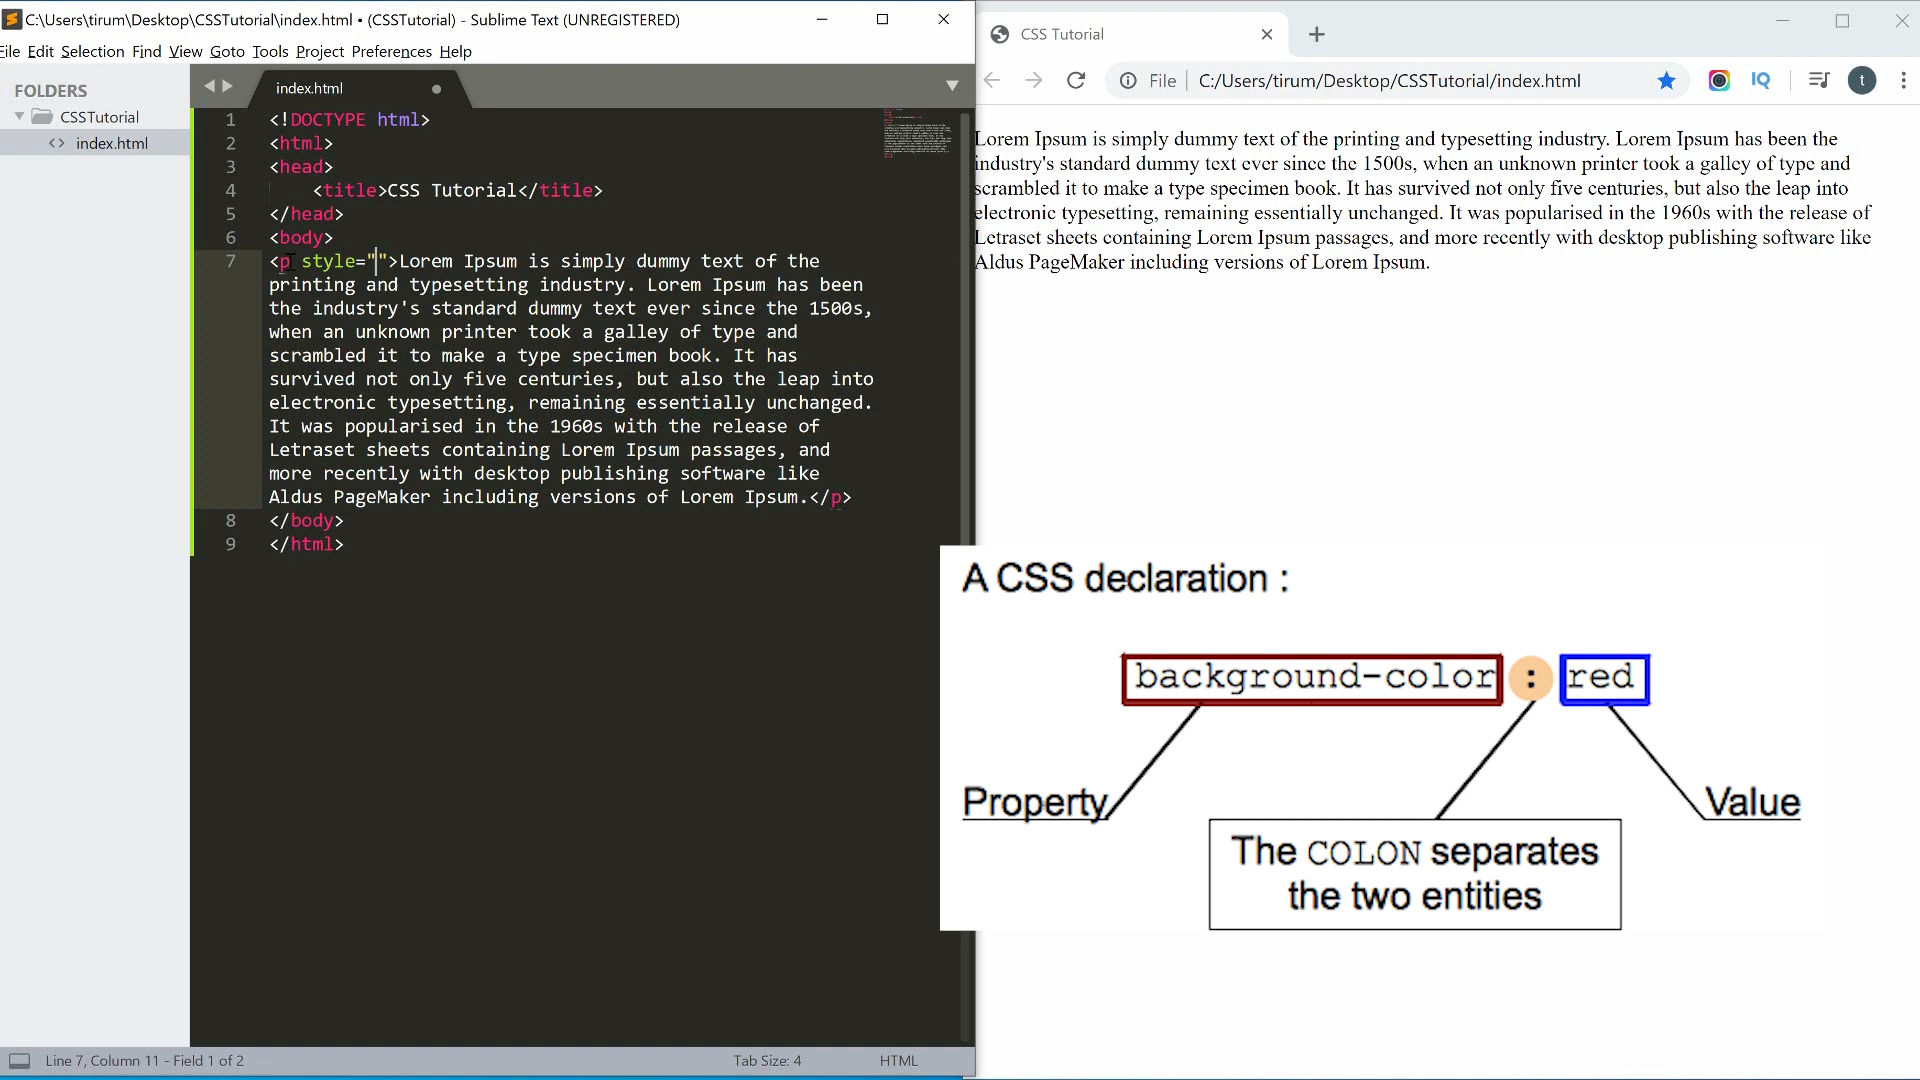 C:\Users\tirum\Desktop\CSSTutorial\index.html • (CSSTutorial) - Sublime Text (UNREGISTERED)
File Edit Selection Find View Goto Tools Project Preferences Help
FOLDERS
CSSTutorial
<> index.html
index.html
1 <!DOCTYPE html>
2 <html>
3 <head>
4 <title>CSS Tutorial</title>
5 </head>
6 <body>
7 <p style="">Lorem Ipsum is simply dummy text of the
printing and typesetting industry. Lorem Ipsum has been
the industry's standard dummy text ever since the 1500s,
when an unknown printer took a galley of type and
scrambled it to make a type specimen book. It has
survived not only five centuries, but also the leap into
electronic typesetting, remaining essentially unchanged.
It was popularised in the 1960s with the release of
Letraset sheets containing Lorem Ipsum passages, and
more recently with desktop publishing software like
Aldus PageMaker including versions of Lorem Ipsum.</p>
8 </body>
9 </html>
Line 7, Column 11 - Field 1 of 2
Tab Size: 4
HTML
CSS Tutorial
File | C:/Users/tirum/Desktop/CSSTutorial/index.html
IQ
t
Lorem Ipsum is simply dummy text of the printing and typesetting industry. Lorem Ipsum has been the
industry's standard dummy text ever since the 1500s, when an unknown printer took a galley of type and
scrambled it to make a type specimen book. It has survived not only five centuries, but also the leap into
electronic typesetting, remaining essentially unchanged. It was popularised in the 1960s with the release of
Letraset sheets containing Lorem Ipsum passages, and more recently with desktop publishing software like
Aldus PageMaker including versions of Lorem Ipsum.
A CSS declaration :
background-color : red
Property
Value
The COLON separates
the two entities